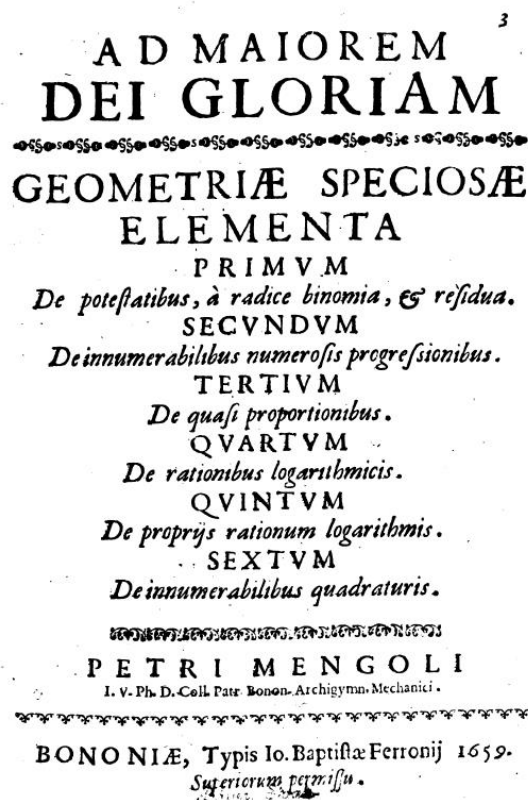 3
AD MAIOREM
DEI GLORIAM
GEOMETRIÆ SPECIOSÆ
ELEMENTA
PRIMVM
De poteſtatibus, à radice binomia, & reſidua.
SECVNDVM
De innumerabilibus numeroſis progreſsionibus.
TERTIVM
De quaſi proportionibus.
QVARTVM
De rationibus logarithmicis.
QVINTVM
De proprijs rationum logarithmis.
SEXTVM
De innumerabilibus quadraturis.
PETRI MENGOLI
I. V. Ph. D. Coll. Patr. Bonon. Archigymn. Mechanici.
BONONIÆ, Typis Io. Baptiſtæ Ferronij 1659.
Superiorum permiſſu.